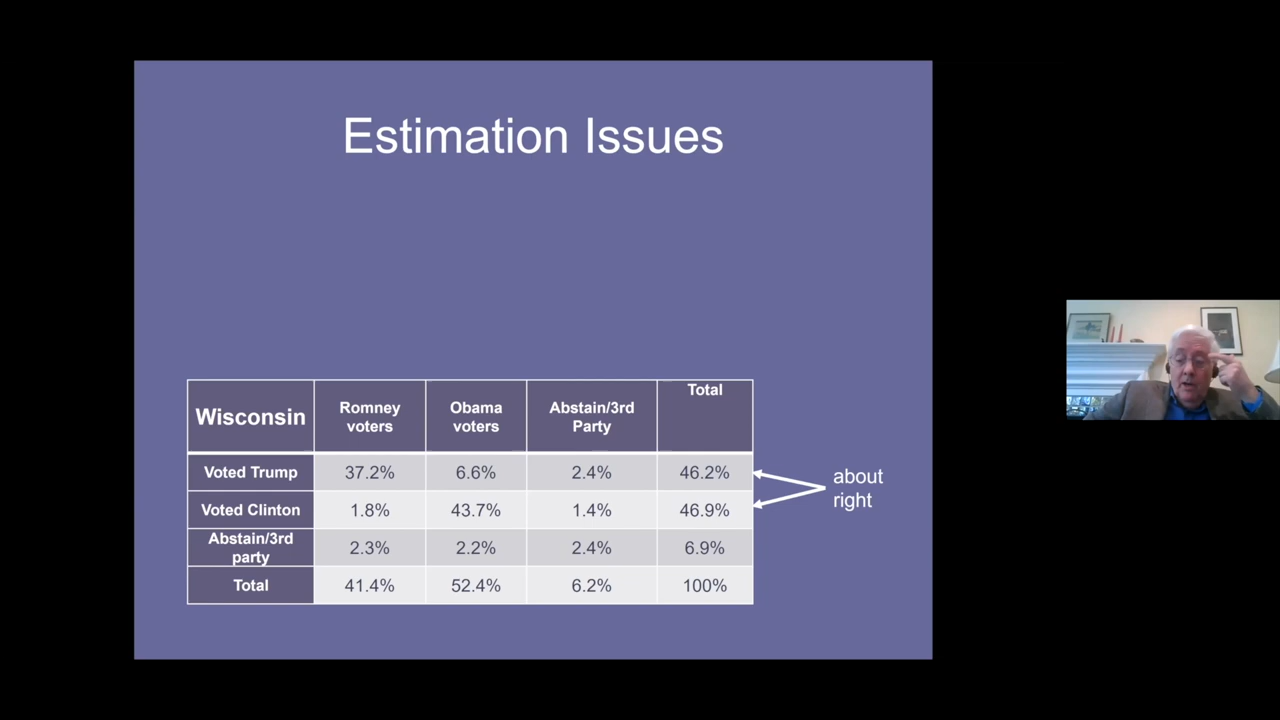 Estimation Issues
Wisconsin
Romney
voters
Obama
voters
Abstain/3rd
Party
Total
Voted Trump 37.2% 6.6% 2.4% 46.2%
Voted Clinton 1.8% 43.7% 1.4% 46.9%
Abstain/3rd
party
2.3% 2.2% 2.4% 6.9%
Total 41.4% 52.4% 6.2% 100%
about
right